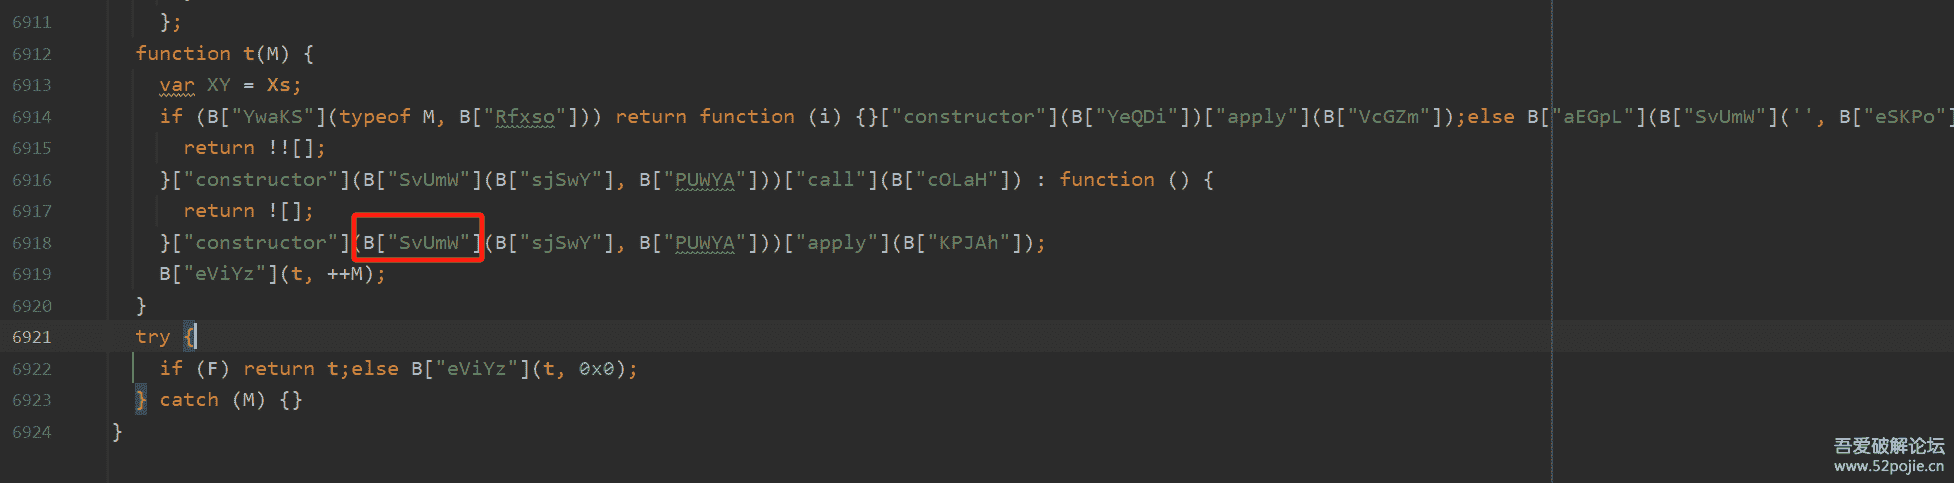 6911 };
6912 function t(M) {
6913 var XY = Xs;
6914 if (B["YwaKS"](typeof M, B["Rfxso"])) return function (i) {}["constructor"](B["YeQDi"])["apply"](B["VcGZm"]);else B["aEGpL"](B["SvUmW"]('', B["eSKPo"]
6915 return !![];
6916 }["constructor"](B["SvUmW"](B["sjSwY"], B["PUWYA"]))["call"](B["cOLaH"]) : function () {
6917 return ![];
6918 }["constructor"](B["SvUmW"](B["sjSwY"], B["PUWYA"]))["apply"](B["KPJAh"]);
6919 B["eViYz"](t, ++M);
6920 }
6921 try {
6922 if (F) return t;else B["eViYz"](t, 0x0);
6923 } catch (M) {}
6924 }
吾爱破解论坛
www.52pojie.cn